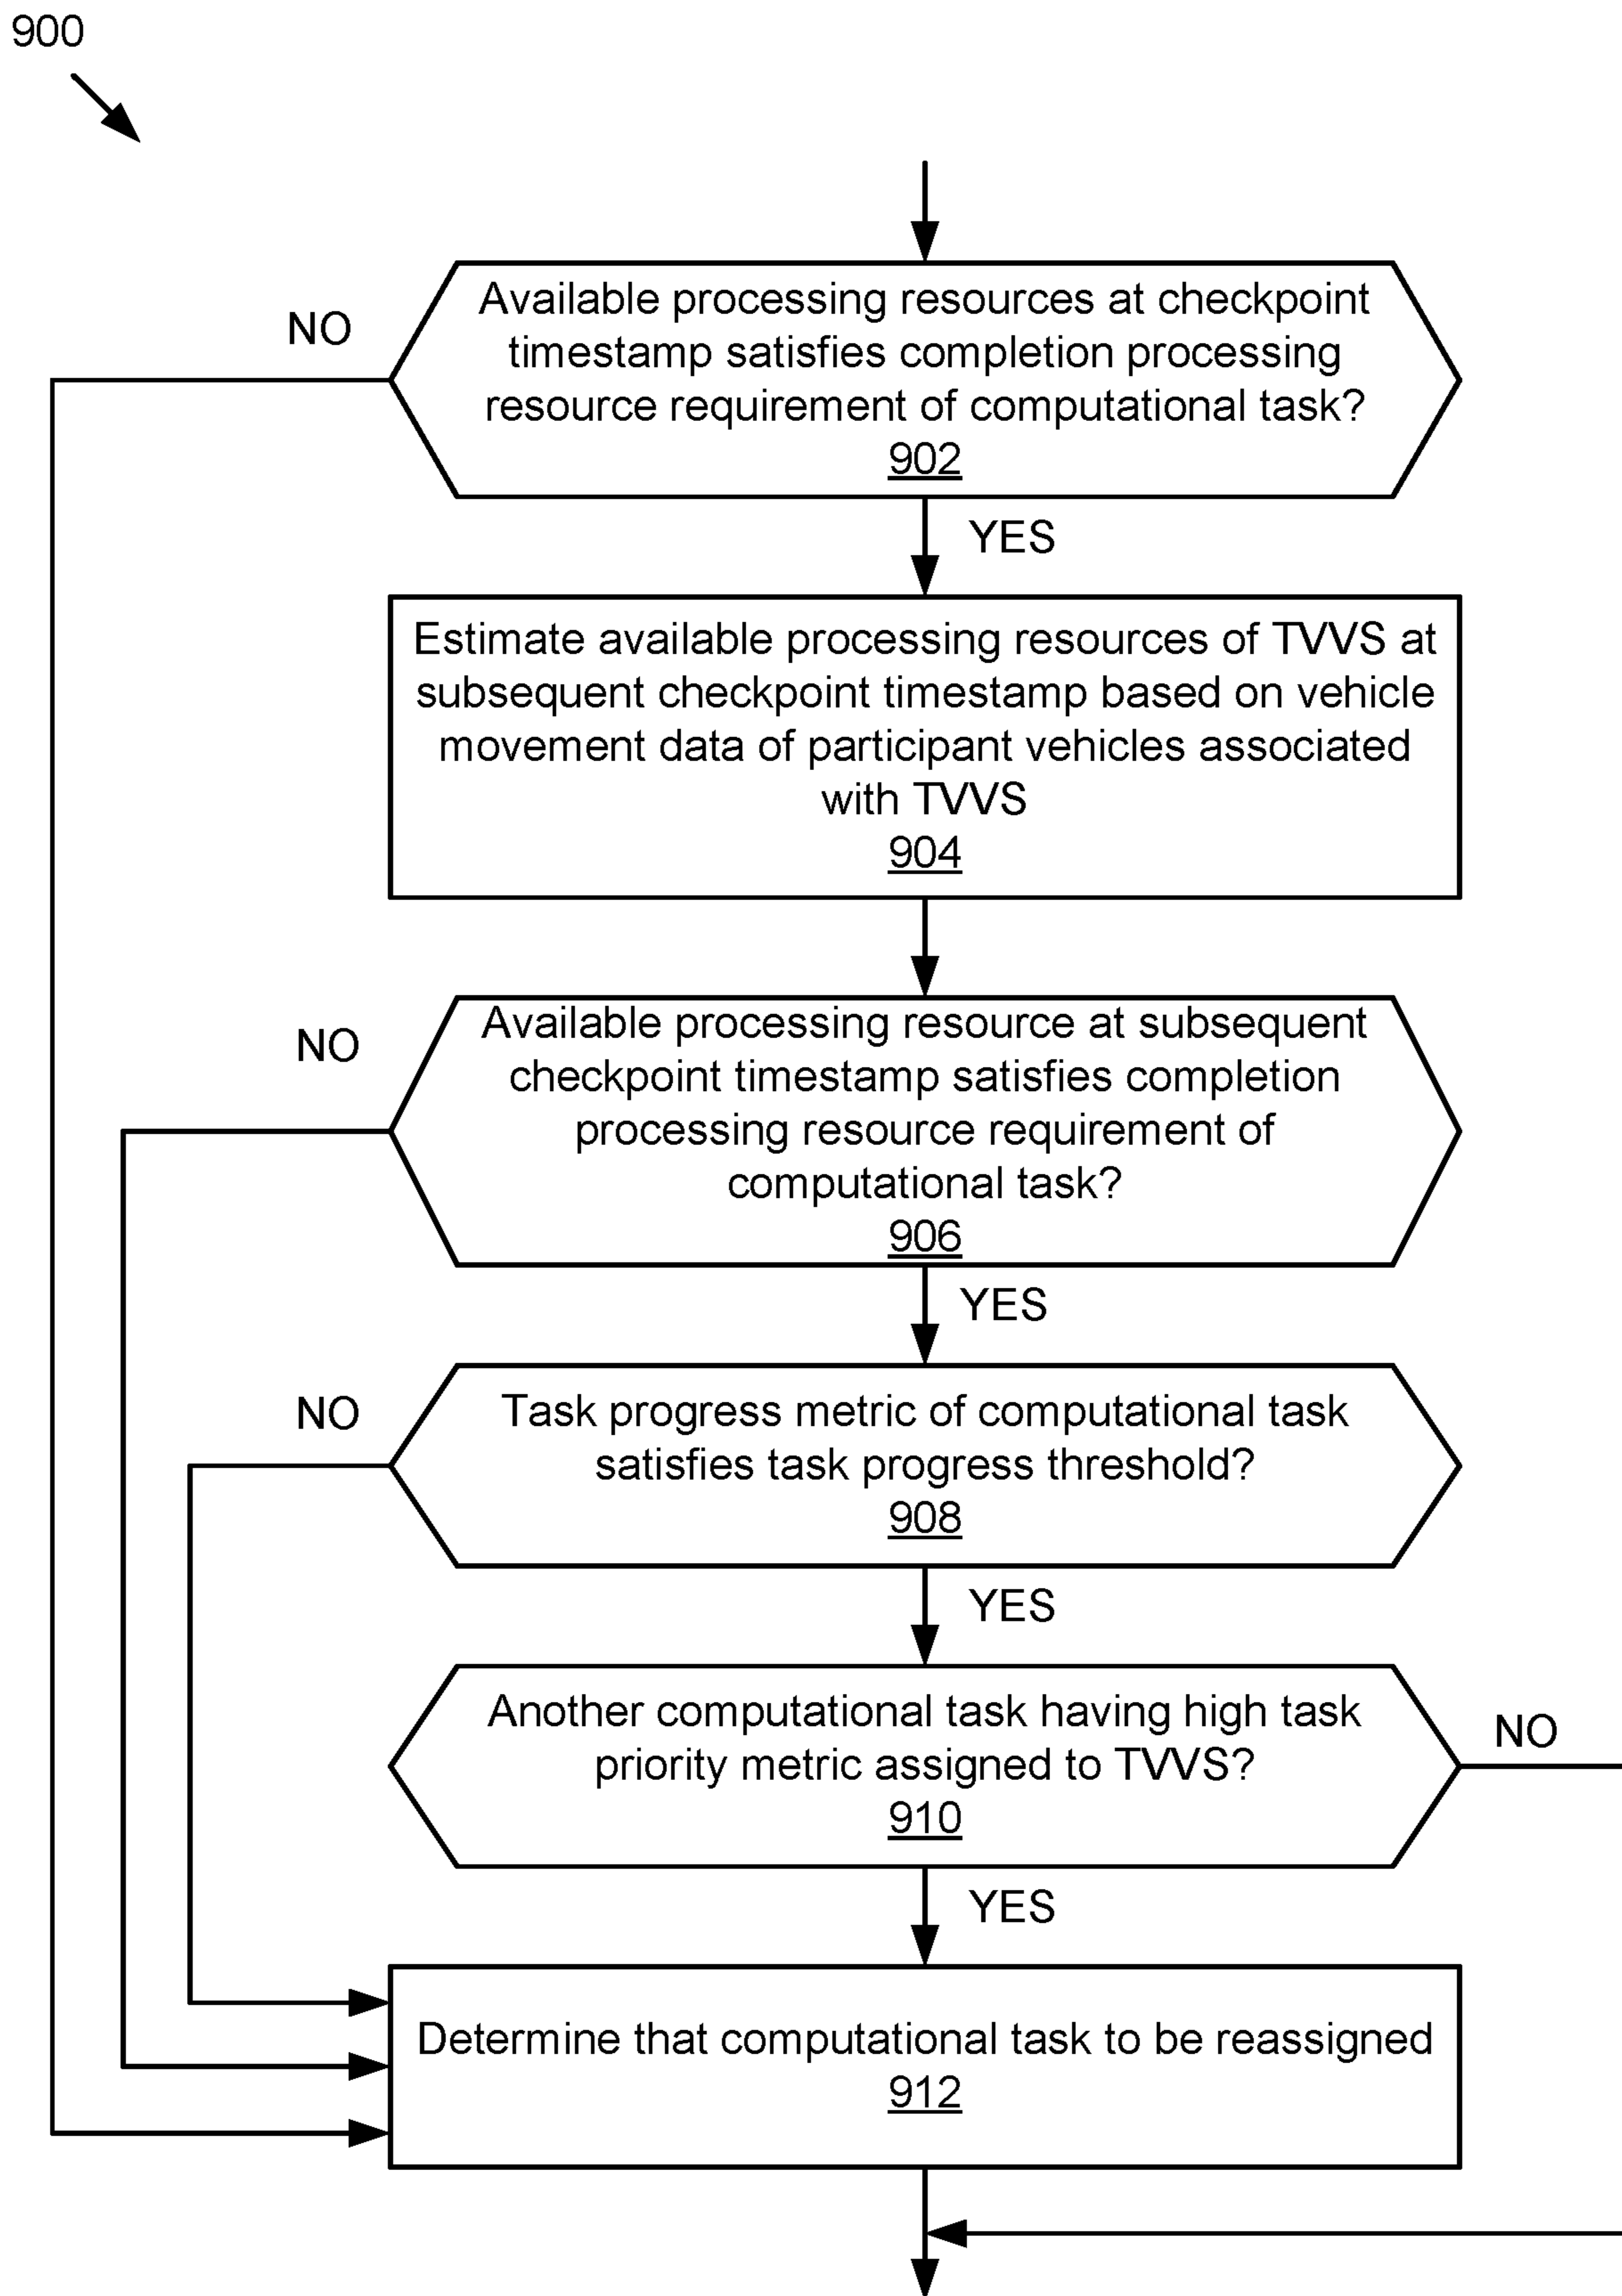 900
NO
Available processing resources at checkpoint
timestamp satisfies completion processing
resource requirement of computational task?
902
YES
Estimate available processing resources of TVVS at
subsequent checkpoint timestamp based on vehicle
movement data of participant vehicles associated
with TVVS
904
NO
Available processing resource at subsequent
checkpoint timestamp satisfies completion
processing resource requirement of
computational task?
906
YES
NO
Task progress metric of computational task
satisfies task progress threshold?
908
YES
Another computational task having high task
priority metric assigned to TVVS?
910
NO
YES
Determine that computational task to be reassigned
912